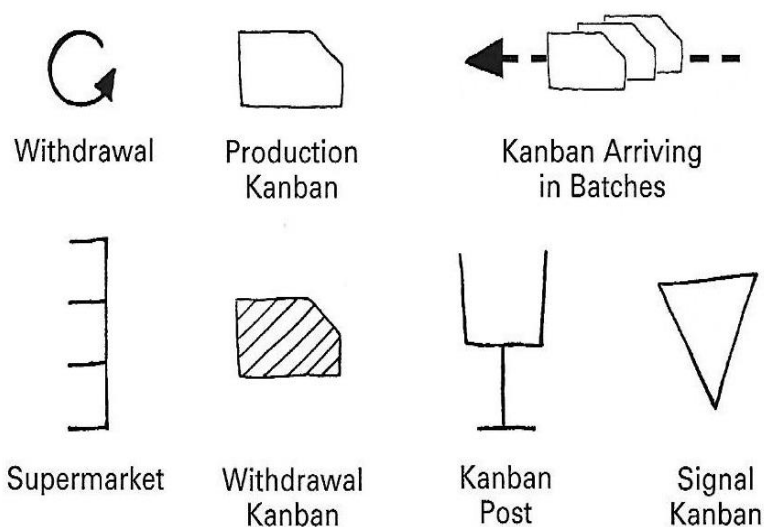 Withdrawal
Production
Kanban
Kanban Arriving
in Batches
Supermarket
Withdrawal
Kanban
Kanban
Post
Signal
Kanban